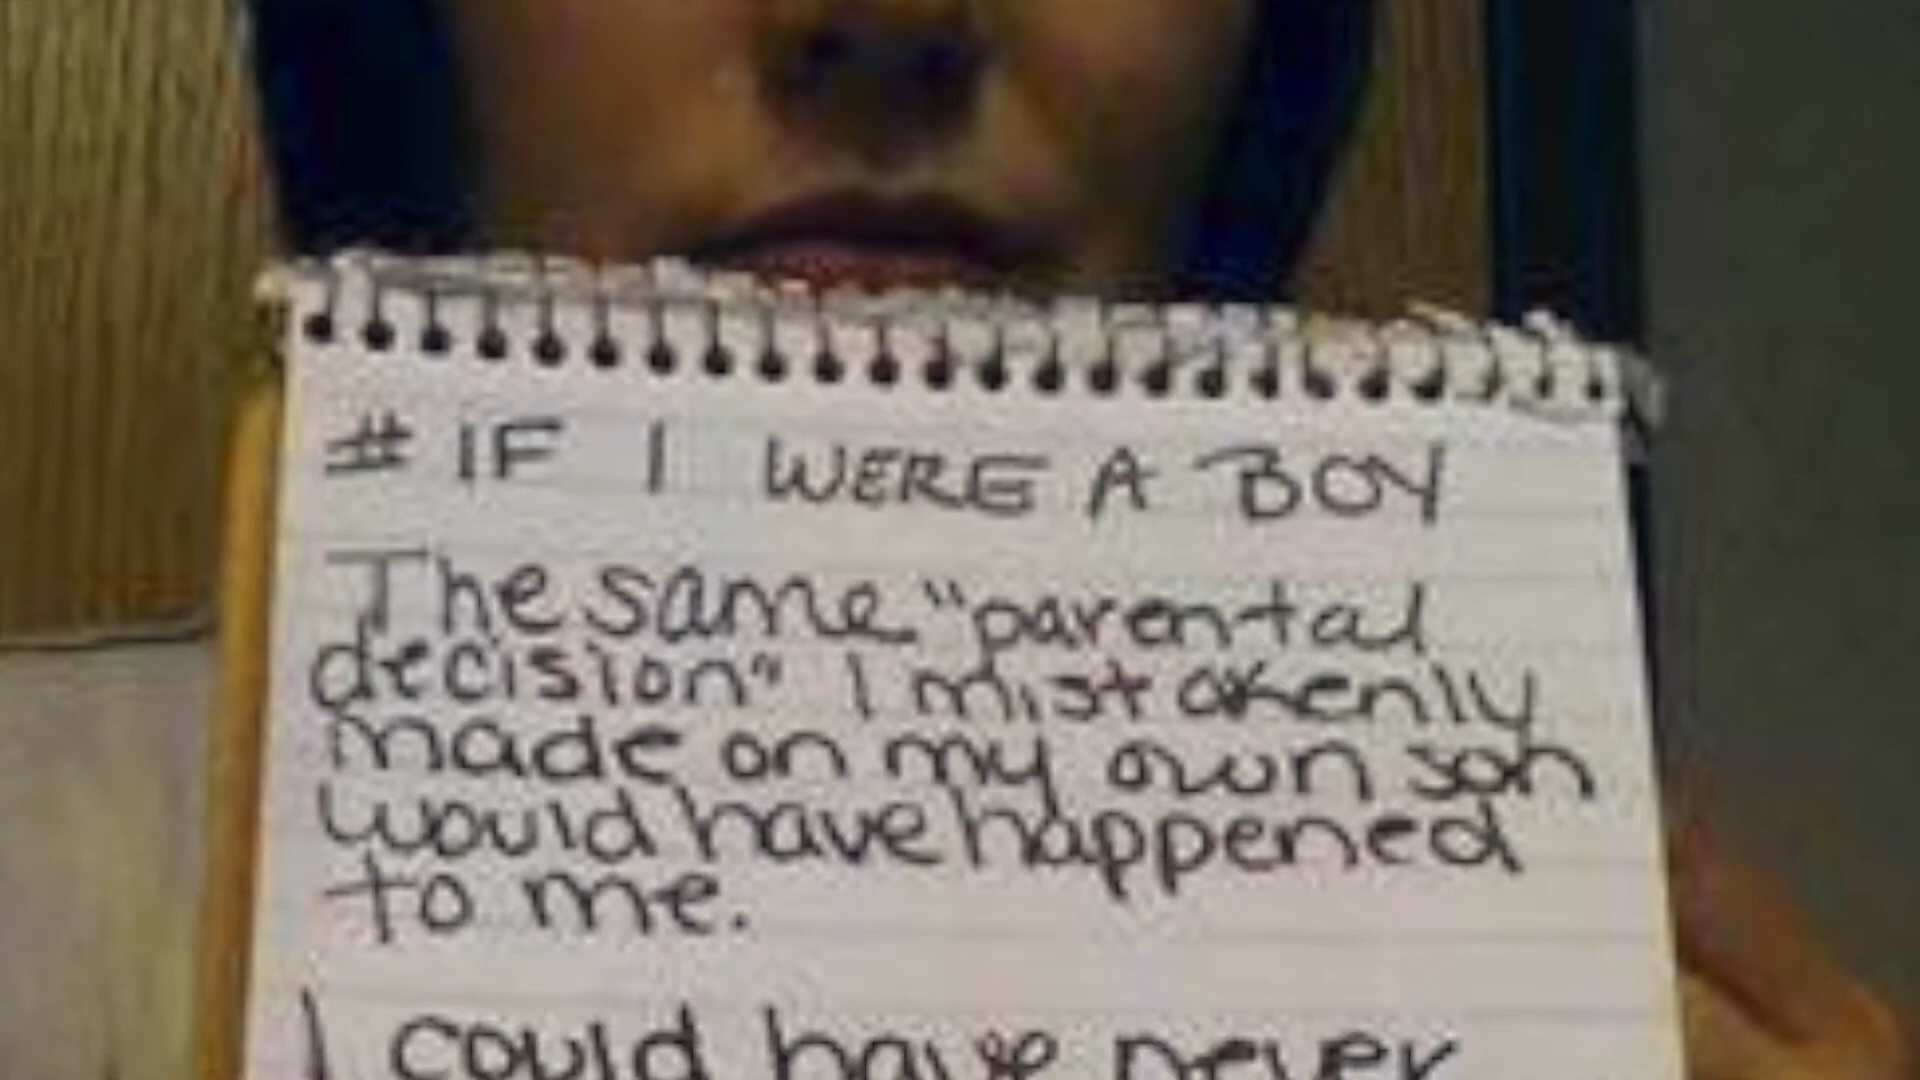 # IF I WERE A BOY
The same "parental
decision" I mistakenly
made on my own son
would have happened
to me.
I could have never